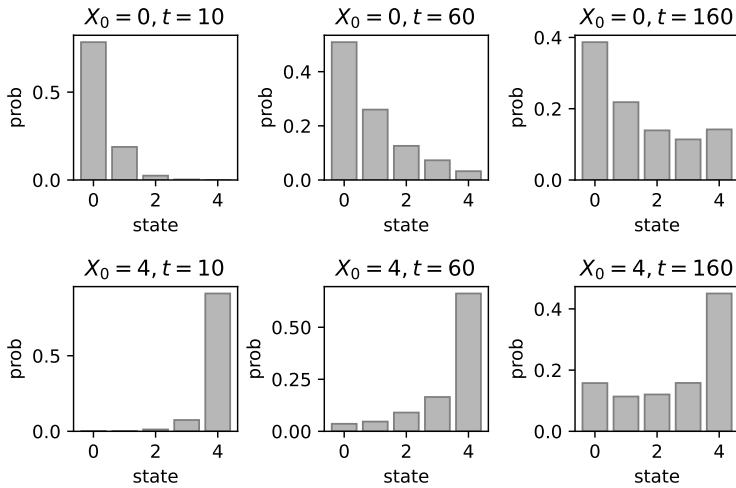 X₀ = 0, t = 10
prob
0.5
0.0
0 2 4
state
X₀ = 0, t = 60
prob
0.4
0.2
0.0
0 2 4
state
X₀ = 0, t = 160
prob
0.4
0.2
0.0
0 2 4
state
X₀ = 4, t = 10
prob
0.5
0.0
0 2 4
state
X₀ = 4, t = 60
prob
0.50
0.25
0.00
0 2 4
state
X₀ = 4, t = 160
prob
0.4
0.2
0.0
0 2 4
state